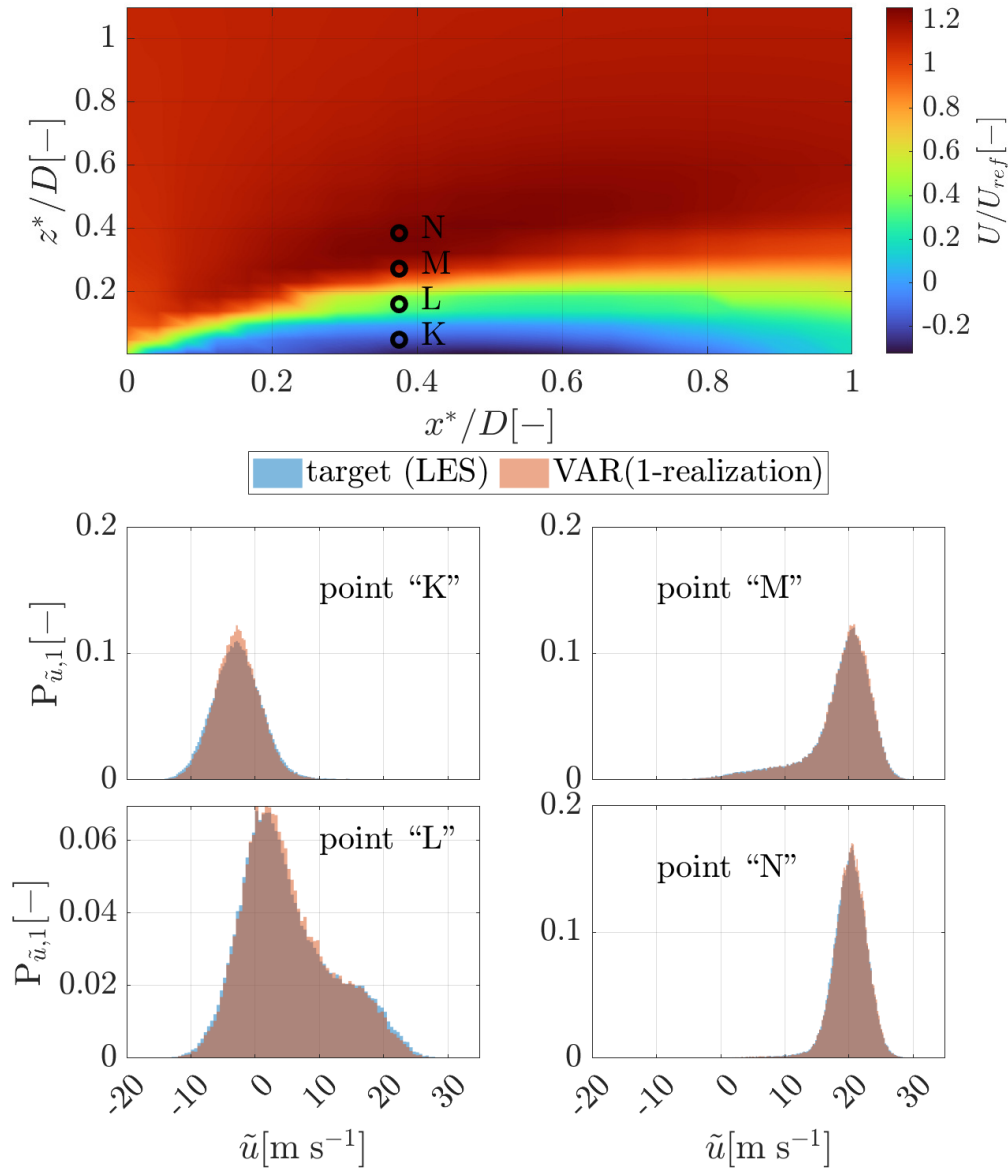 1
0.8
0.6
0.4
0.2
z*/D[−]
N
M
L
K
0 0.2 0.4 0.6 0.8 1
x*/D[−]
1.2
1
0.8
0.6
0.4
0.2
0
-0.2
U/U_ref[−]
target (LES) VAR(1-realization)
0.2
0.1
0
P_ũ,1[−]
point “K”
0.2
0.1
0
point “M”
0.06
0.04
0.02
0
P_ũ,1[−]
point “L”
-20 -10 0 10 20 30
ũ[m s⁻¹]
0.2
0.1
0
point “N”
-20 -10 0 10 20 30
ũ[m s⁻¹]